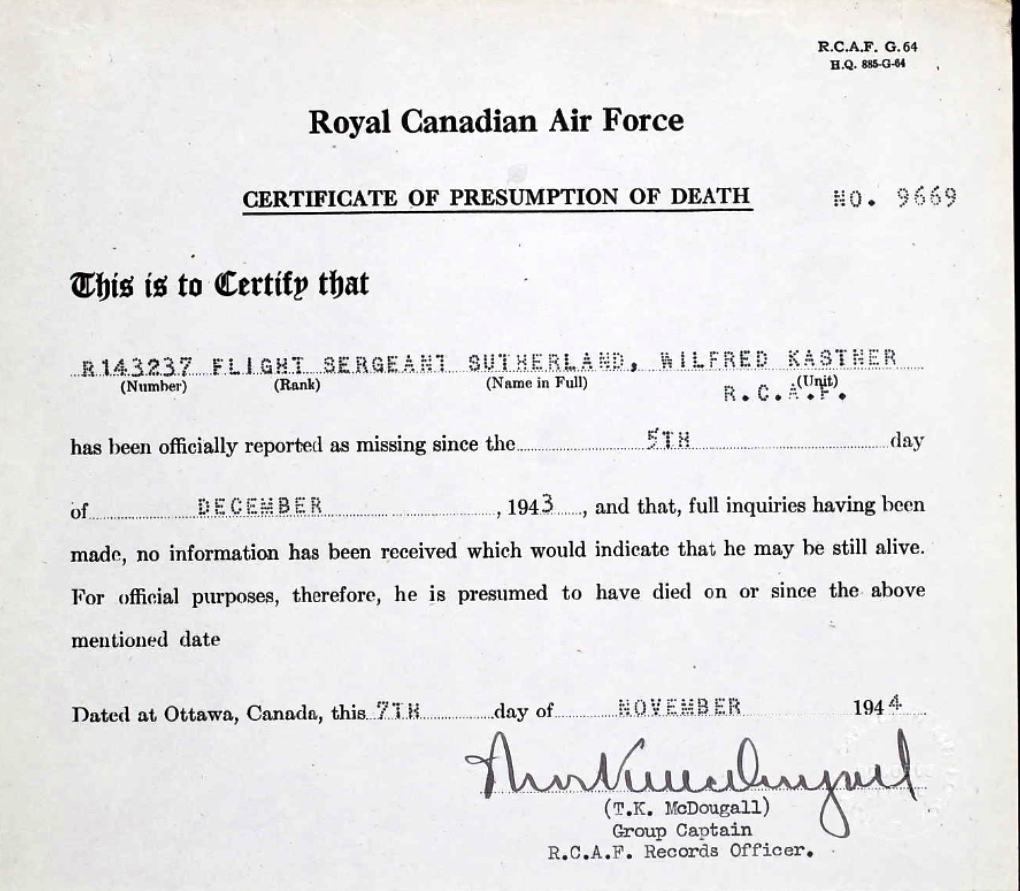 R.C.A.F. G. 64
H.Q. 885-G-64
Royal Canadian Air Force
CERTIFICATE OF PRESUMPTION OF DEATH NO. 9669
This is to Certify that
R143237 FLIGHT SERGEANT SUTHERLAND, WILFRED KASTNER
(Number) (Rank) (Name in Full) (Unit)
R.C.A.F.
has been officially reported as missing since the 5TH day
of DECEMBER, 1943, and that, full inquiries having been
made, no information has been received which would indicate that he may be still alive.
For official purposes, therefore, he is presumed to have died on or since the above
mentioned date
Dated at Ottawa, Canada, this 7TH day of NOVEMBER 1944
(T.K. McDougall)
Group Captain
R.C.A.F. Records Officer.